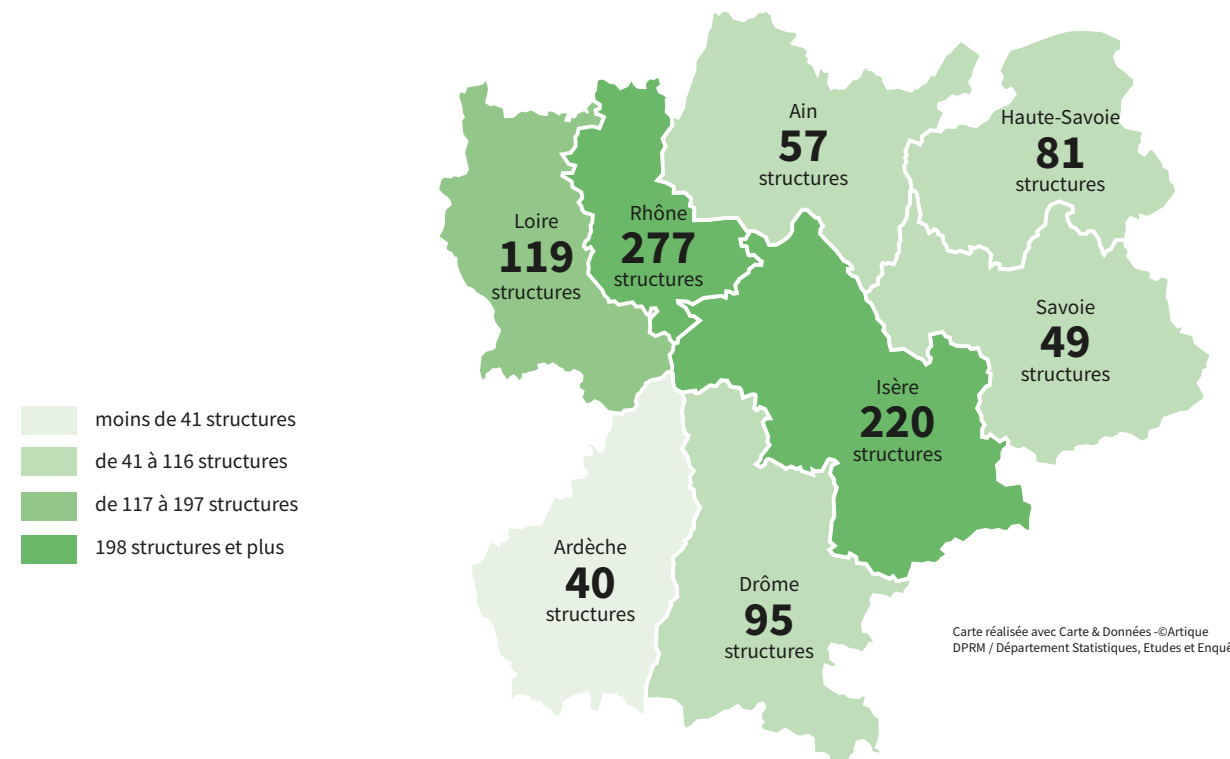 Ain
57
structures
Haute-Savoie
81
structures
Loire
119
structures
Rhône
277
structures
Savoie
49
structures
Isère
220
structures
moins de 41 structures
de 41 à 116 structures
de 117 à 197 structures
198 structures et plus
Ardèche
40
structures
Drôme
95
structures
Carte réalisée avec Carte & Données -©Artique
DPRM / Département Statistiques, Etudes et Enquê